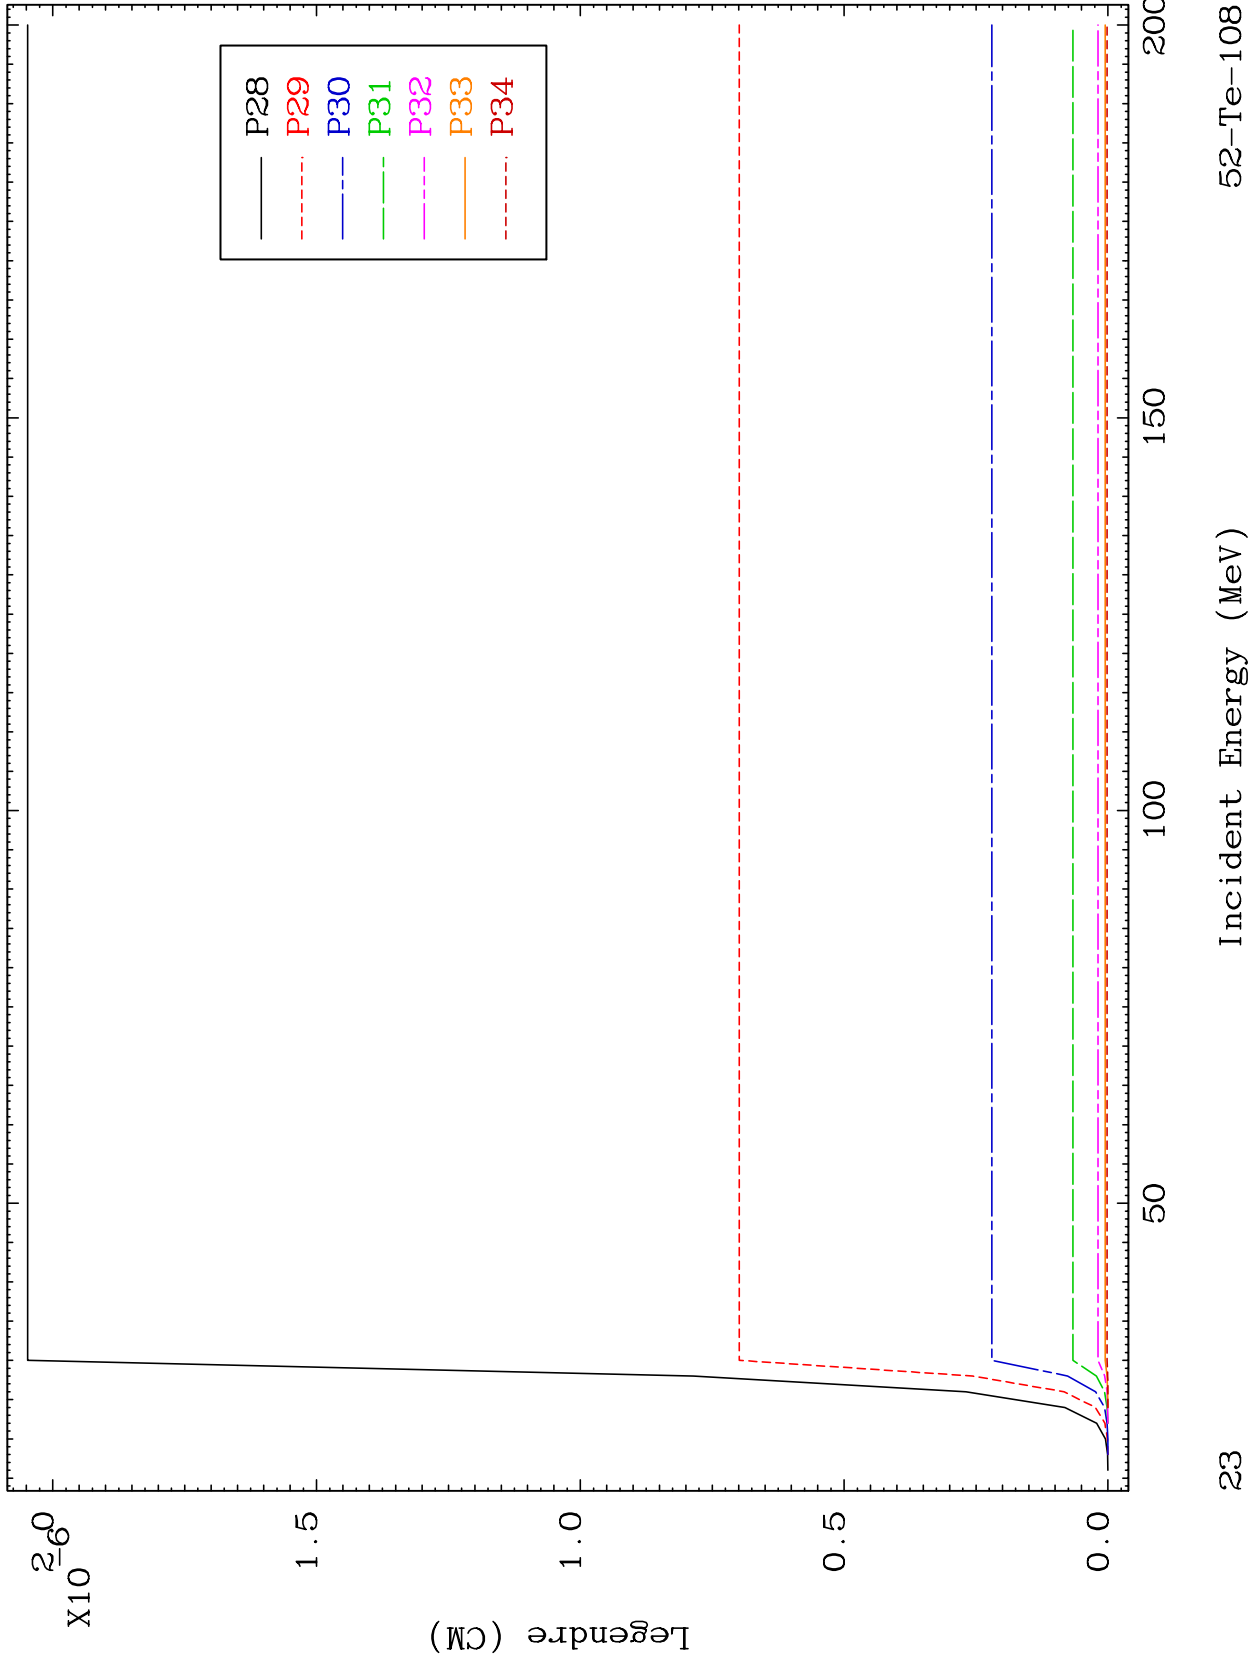 X10
-6
2.0
1.5
1.0
0.5
0.0
Legendre (CM)
P28
P29
P30
P31
P32
P33
P34
50
100
150
200
23
Incident Energy (MeV)
52-Te-108